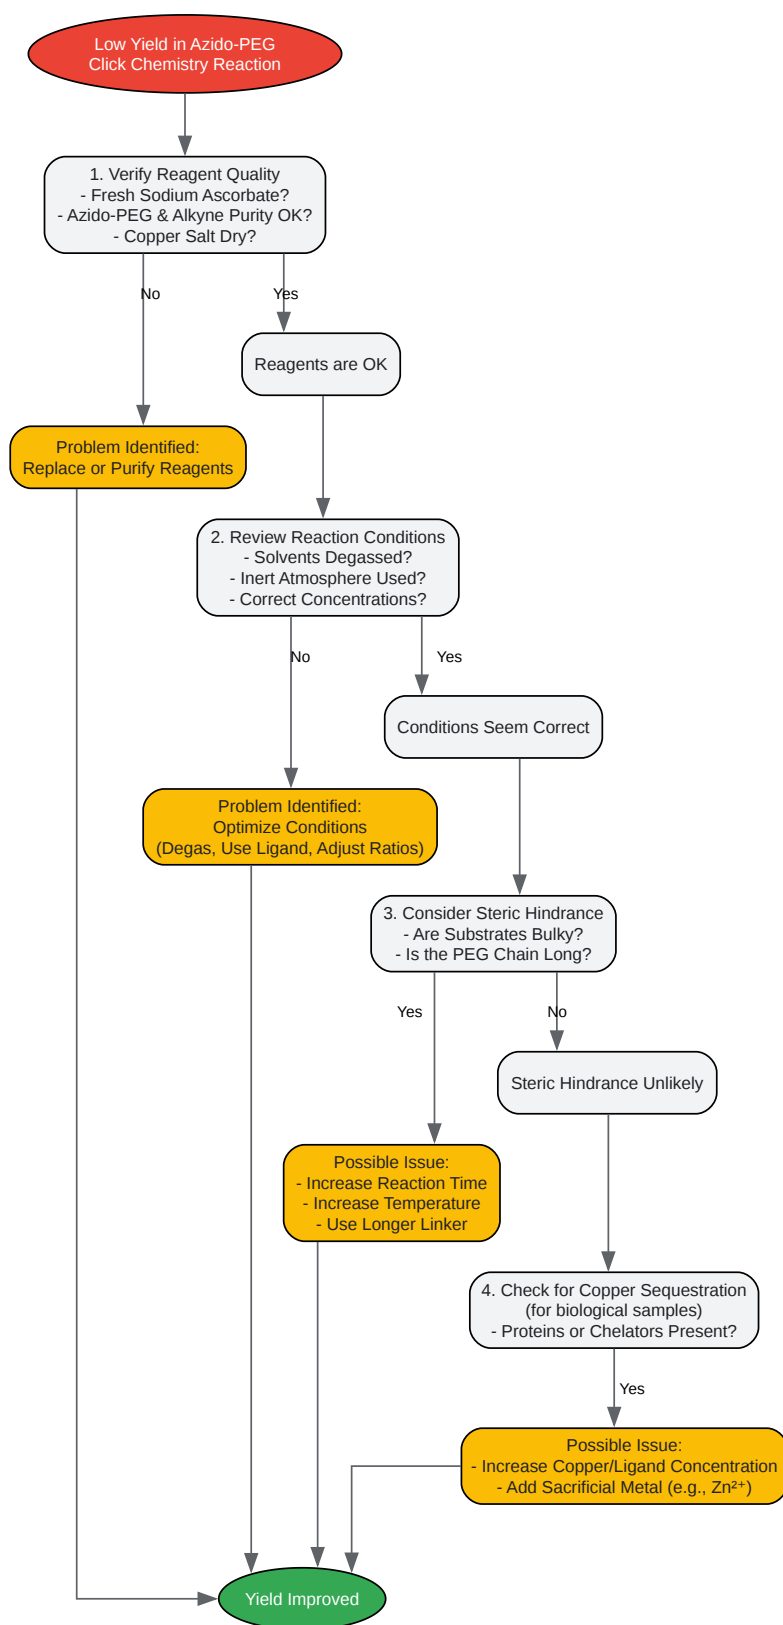 Low Yield in Azido-PEG
Click Chemistry Reaction
1. Verify Reagent Quality
- Fresh Sodium Ascorbate?
- Azido-PEG & Alkyne Purity OK?
- Copper Salt Dry?
No
Yes
Reagents are OK
Problem Identified:
Replace or Purify Reagents
2. Review Reaction Conditions
- Solvents Degassed?
- Inert Atmosphere Used?
- Correct Concentrations?
No
Yes
Conditions Seem Correct
Problem Identified:
Optimize Conditions
(Degas, Use Ligand, Adjust Ratios)
3. Consider Steric Hindrance
- Are Substrates Bulky?
- Is the PEG Chain Long?
Yes
No
Steric Hindrance Unlikely
Possible Issue:
- Increase Reaction Time
- Increase Temperature
- Use Longer Linker
4. Check for Copper Sequestration
(for biological samples)
- Proteins or Chelators Present?
Yes
Possible Issue:
- Increase Copper/Ligand Concentration
- Add Sacrificial Metal (e.g., Zn²⁺)
Yield Improved